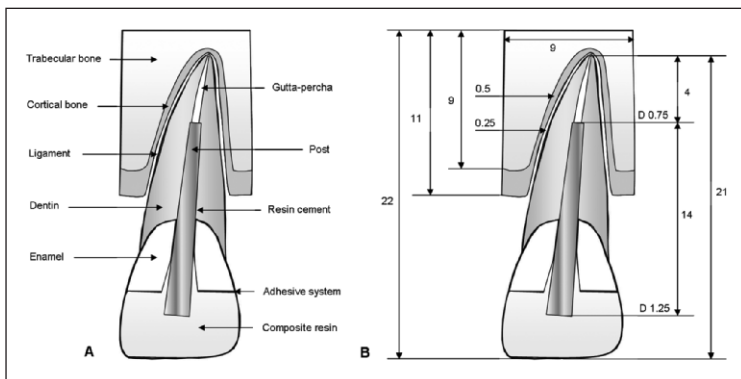 Trabecular bone
Gutta-percha
Cortical bone
Ligament
Post
Dentin
Resin cement
Enamel
Adhesive system
Composite resin
A
9
0.5
4
9
11
0.25
D 0.75
22
14
21
D 1.25
B